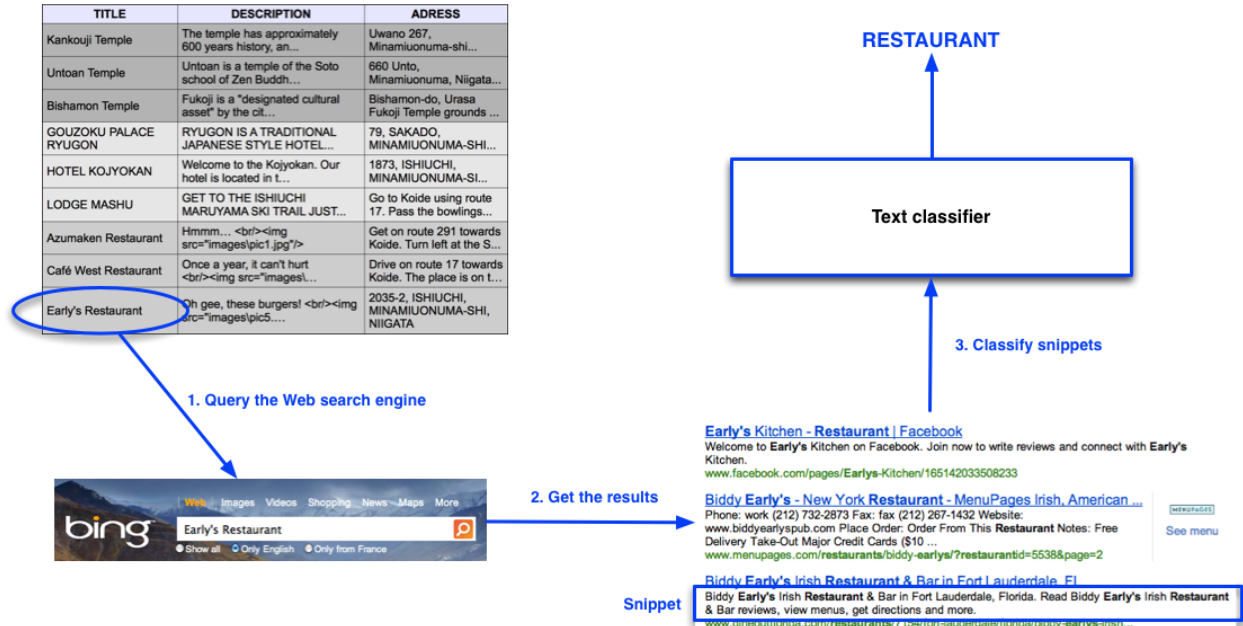 TITLE DESCRIPTION ADRESS
Kankouji Temple
The temple has approximately
600 years history, an...
Uwano 267,
Minamiuonuma-shi...
Untoan Temple
Untoan is a temple of the Soto
school of Zen Buddh...
660 Unto,
Minamiuonuma, Niigata...
Bishamon Temple
Fukoji is a "designated cultural
asset" by the cit...
Bishamon-do, Urasa
Fukoji Temple grounds ...
GOUZOKU PALACE
RYUGON
RYUGON IS A TRADITIONAL
JAPANESE STYLE HOTEL...
79, SAKADO,
MINAMIUONUMA-SHI...
HOTEL KOJYOKAN
Welcome to the Kojyokan. Our
hotel is located in t...
1873, ISHIUCHI,
MINAMIUONUMA-SI...
LODGE MASHU
GET TO THE ISHIUCHI
MARUYAMA SKI TRAIL JUST...
Go to Koide using route
17. Pass the bowlings...
Azumaken Restaurant
Hmmm... <br/><img
src="images\pic1.jpg"/>
Get on route 291 towards
Koide. Turn left at the S...
Café West Restaurant
Once a year, it can't hurt
<br/><img src="images\...
Drive on route 17 towards
Koide. The place is on t...
Early's Restaurant
Oh gee, these burgers! <br/><img
src="images\pic5....
2035-2, ISHIUCHI,
MINAMIUONUMA-SHI,
NIIGATA
1. Query the Web search engine
Web Images Videos Shopping News Maps More
bing
Early's Restaurant
Show all Only English Only from France
2. Get the results
RESTAURANT
Text classifier
3. Classify snippets
Early's Kitchen - Restaurant | Facebook
Welcome to Early's Kitchen on Facebook. Join now to write reviews and connect with Early's
Kitchen.
www.facebook.com/pages/Earlys-Kitchen/165142033508233
Biddy Early's - New York Restaurant - MenuPages Irish, American ...
Phone: work (212) 732-2873 Fax: fax (212) 267-1432 Website:
www.biddyearlyspub.com Place Order: Order From This Restaurant Notes: Free
Delivery Take-Out Major Credit Cards ($10 ...
www.menupages.com/restaurants/biddy-earlys/?restaurantid=5538&page=2
MENUPAGES
See menu
Biddy Early's Irish Restaurant & Bar in Fort Lauderdale, FL
Snippet
Biddy Early's Irish Restaurant & Bar in Fort Lauderdale, Florida. Read Biddy Early's Irish Restaurant
& Bar reviews, view menus, get directions and more.
www.dineoutflorida.com/restaurants/7154/fort-lauderdale/florida/biddy-earlys-irish...